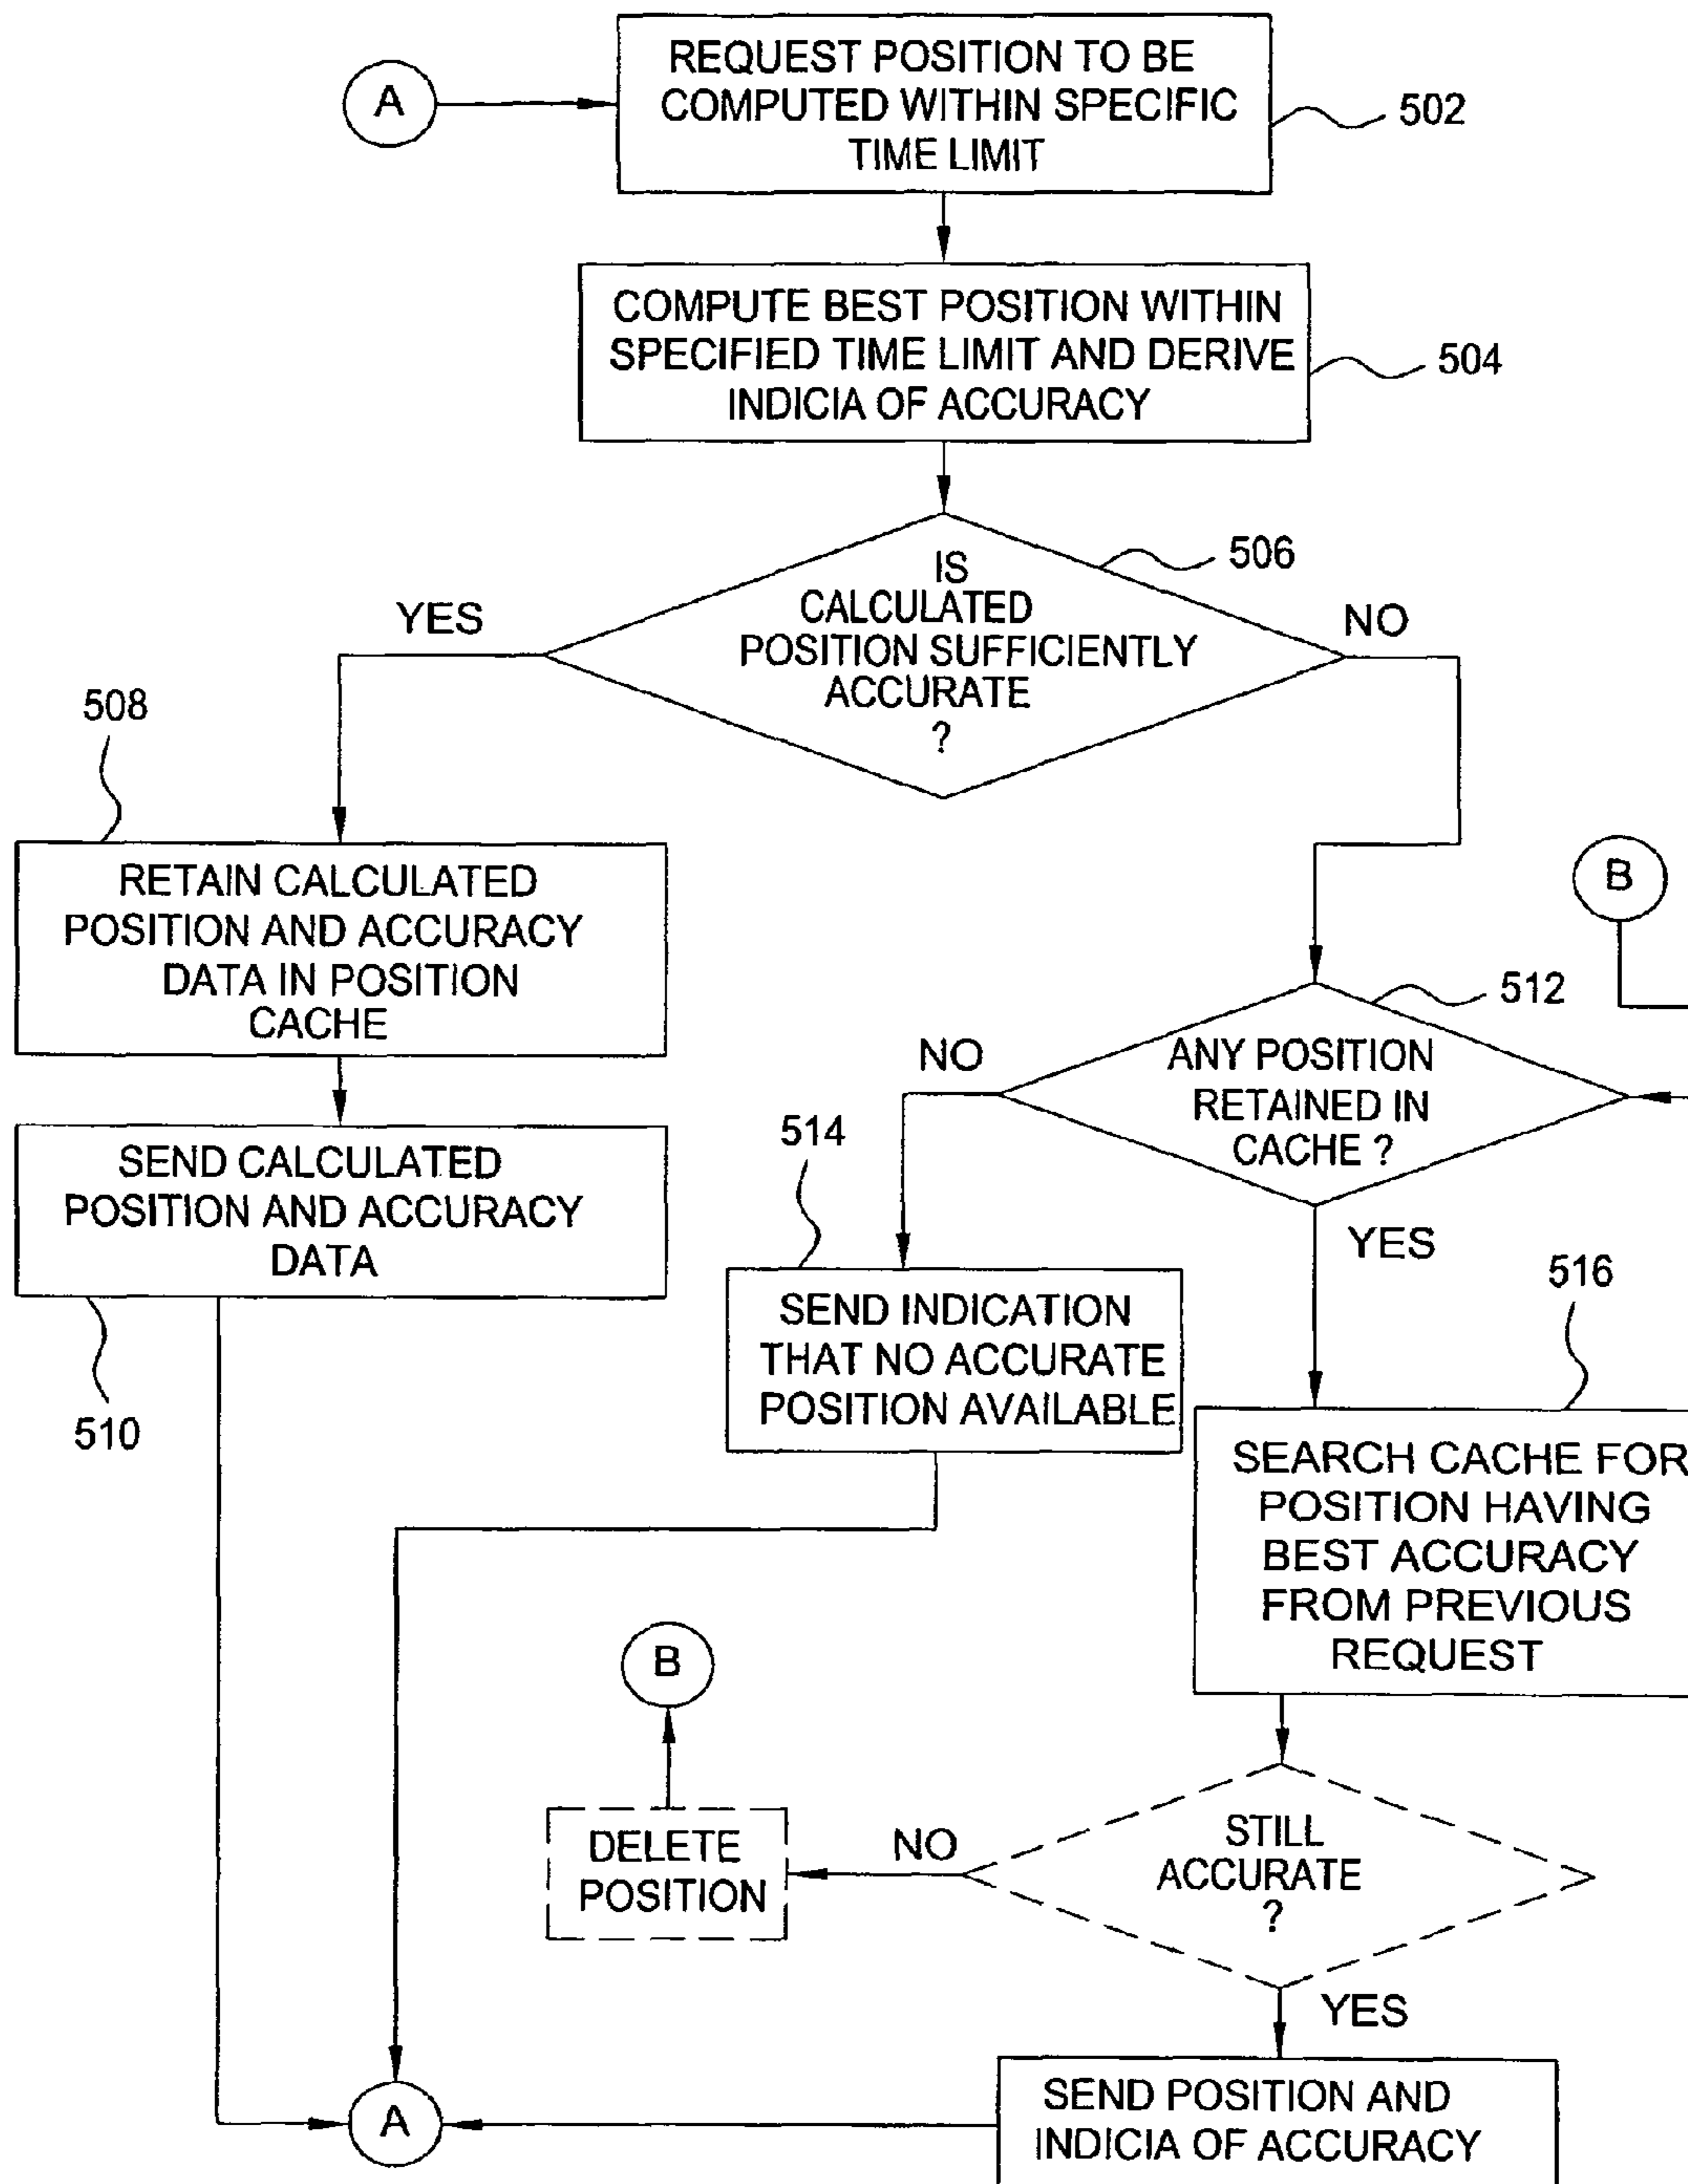 A
REQUEST POSITION TO BE
COMPUTED WITHIN SPECIFIC
TIME LIMIT
502
COMPUTE BEST POSITION WITHIN
SPECIFIED TIME LIMIT AND DERIVE
INDICIA OF ACCURACY
504
IS
CALCULATED
POSITION SUFFICIENTLY
ACCURATE
?
506
YES
NO
508
RETAIN CALCULATED
POSITION AND ACCURACY
DATA IN POSITION
CACHE
B
512
ANY POSITION
RETAINED IN
CACHE ?
NO
YES
SEND CALCULATED
POSITION AND ACCURACY
DATA
510
514
SEND INDICATION
THAT NO ACCURATE
POSITION AVAILABLE
516
SEARCH CACHE FOR
POSITION HAVING
BEST ACCURACY
FROM PREVIOUS
REQUEST
B
DELETE
POSITION
NO
STILL
ACCURATE
?
YES
A
SEND POSITION AND
INDICIA OF ACCURACY